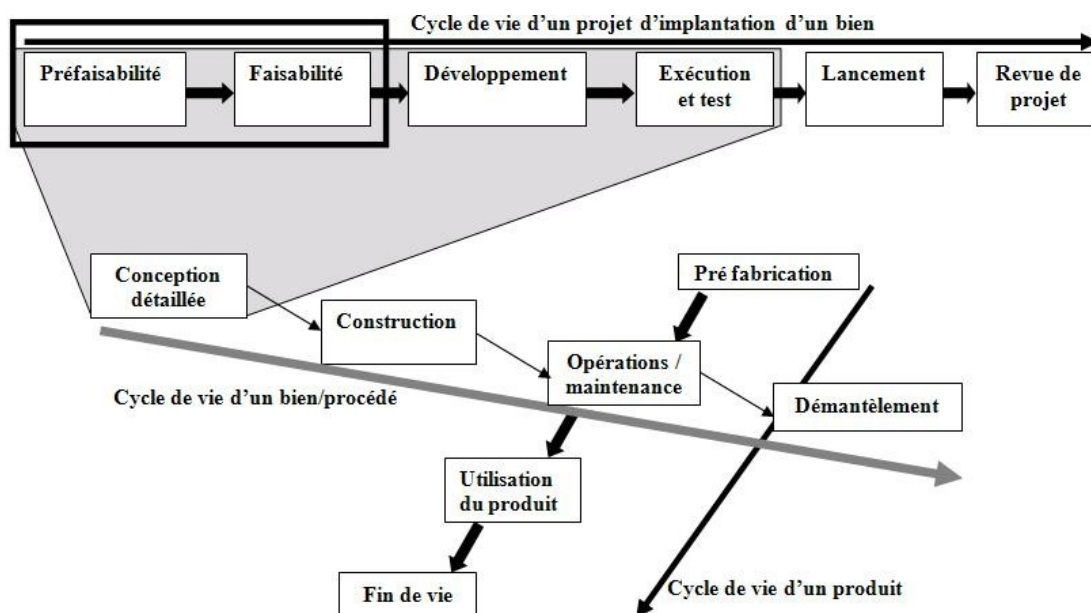 Cycle de vie d’un projet d’implantation d’un bien
Préfaisabilité
Faisabilité
Développement
Exécution
et test
Lancement
Revue de
projet
Conception
détaillée
Pré fabrication
Construction
Opérations /
maintenance
Cycle de vie d’un bien/procédé
Démantèlement
Utilisation
du produit
Fin de vie
Cycle de vie d’un produit